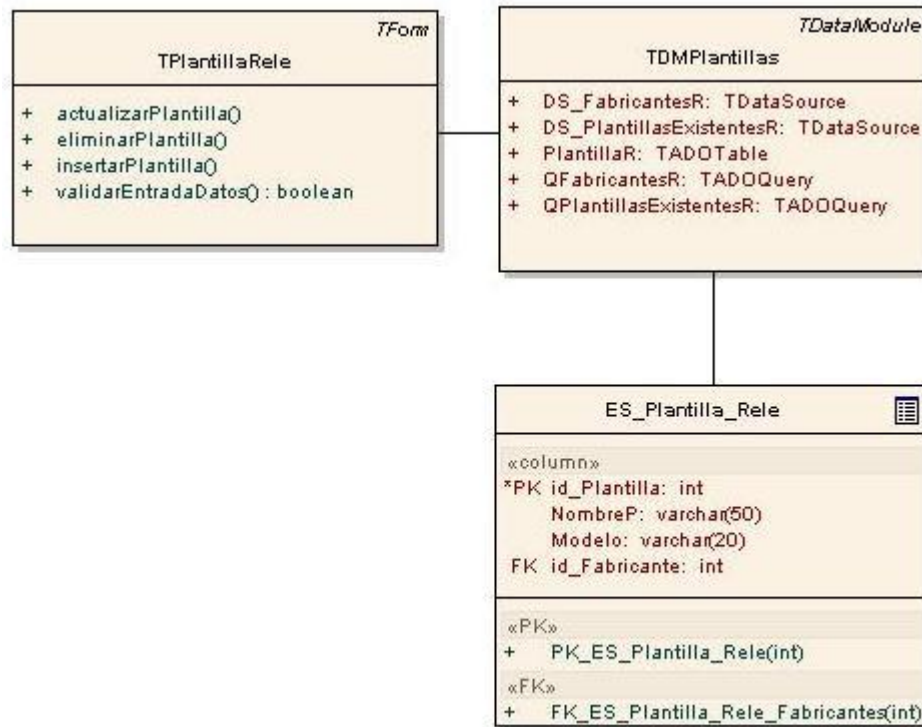 TForm
TPlantillaRele
+ actualizarPlantilla()
+ eliminarPlantilla()
+ insertarPlantilla()
+ validarEntradaDatos() : boolean
TDataModule
TDMPlantillas
+ DS_FabricantesR: TDataSource
+ DS_PlantillasExistentesR: TDataSource
+ PlantillaR: TADOTable
+ QFabricantesR: TADOQuery
+ QPlantillasExistentesR: TADOQuery
ES_Plantilla_Rele
«column»
*PK id_Plantilla: int
NombreP: varchar(50)
Modelo: varchar(20)
FK id_Fabricante: int
«PK»
+ PK_ES_Plantilla_Rele(int)
«FK»
+ FK_ES_Plantilla_Rele_Fabricantes(int)